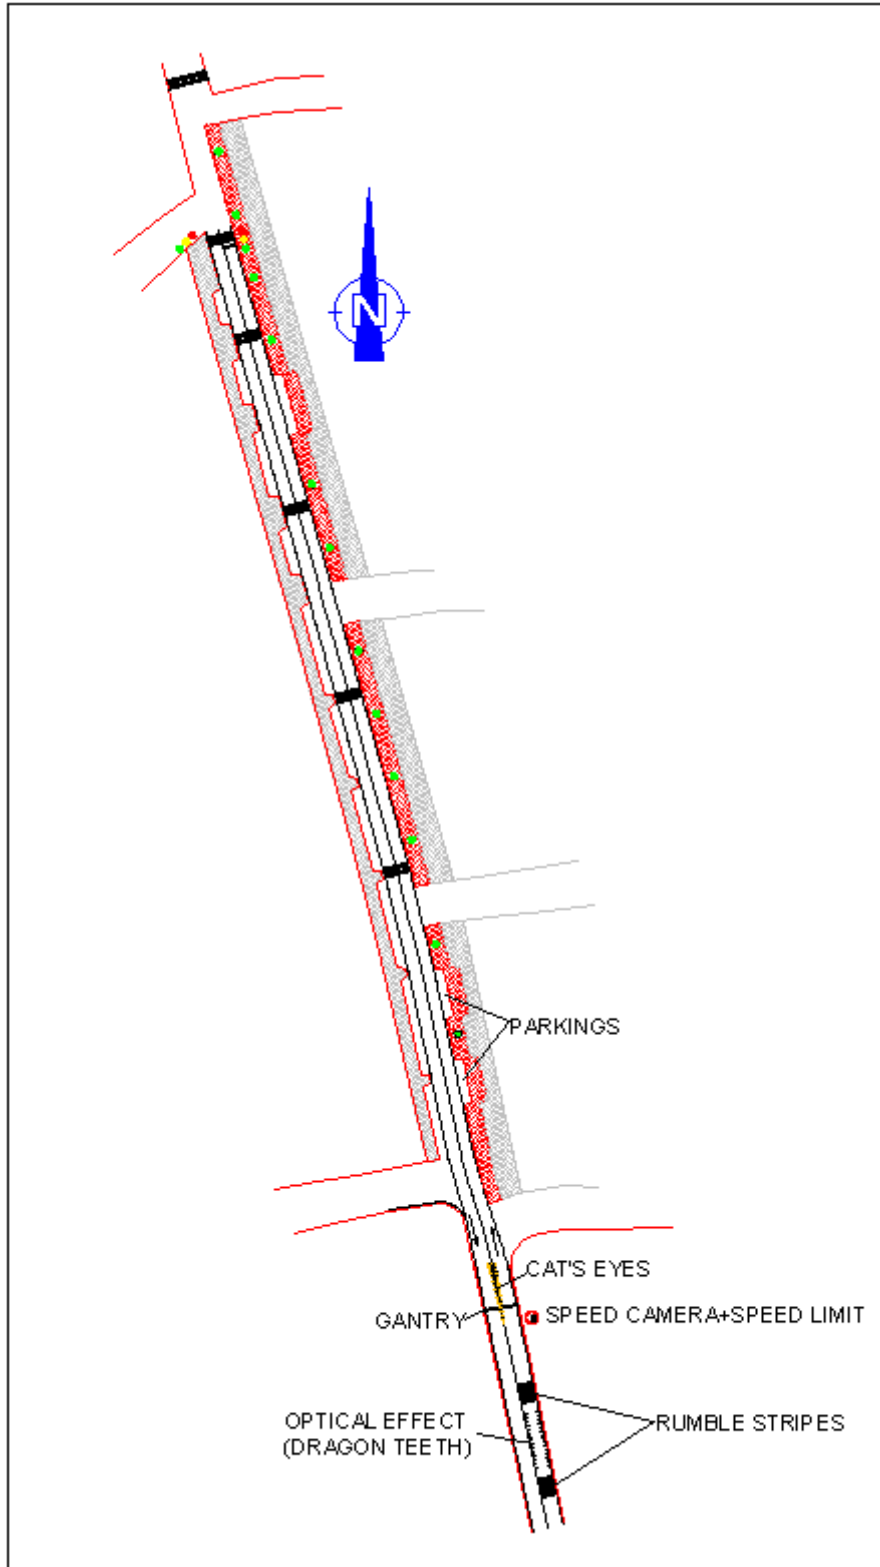 N
PARKINGS
CAT'S EYES
GANTRY
SPEED CAMERA+SPEED LIMIT
OPTICAL EFFECT
(DRAGON TEETH)
RUMBLE STRIPES